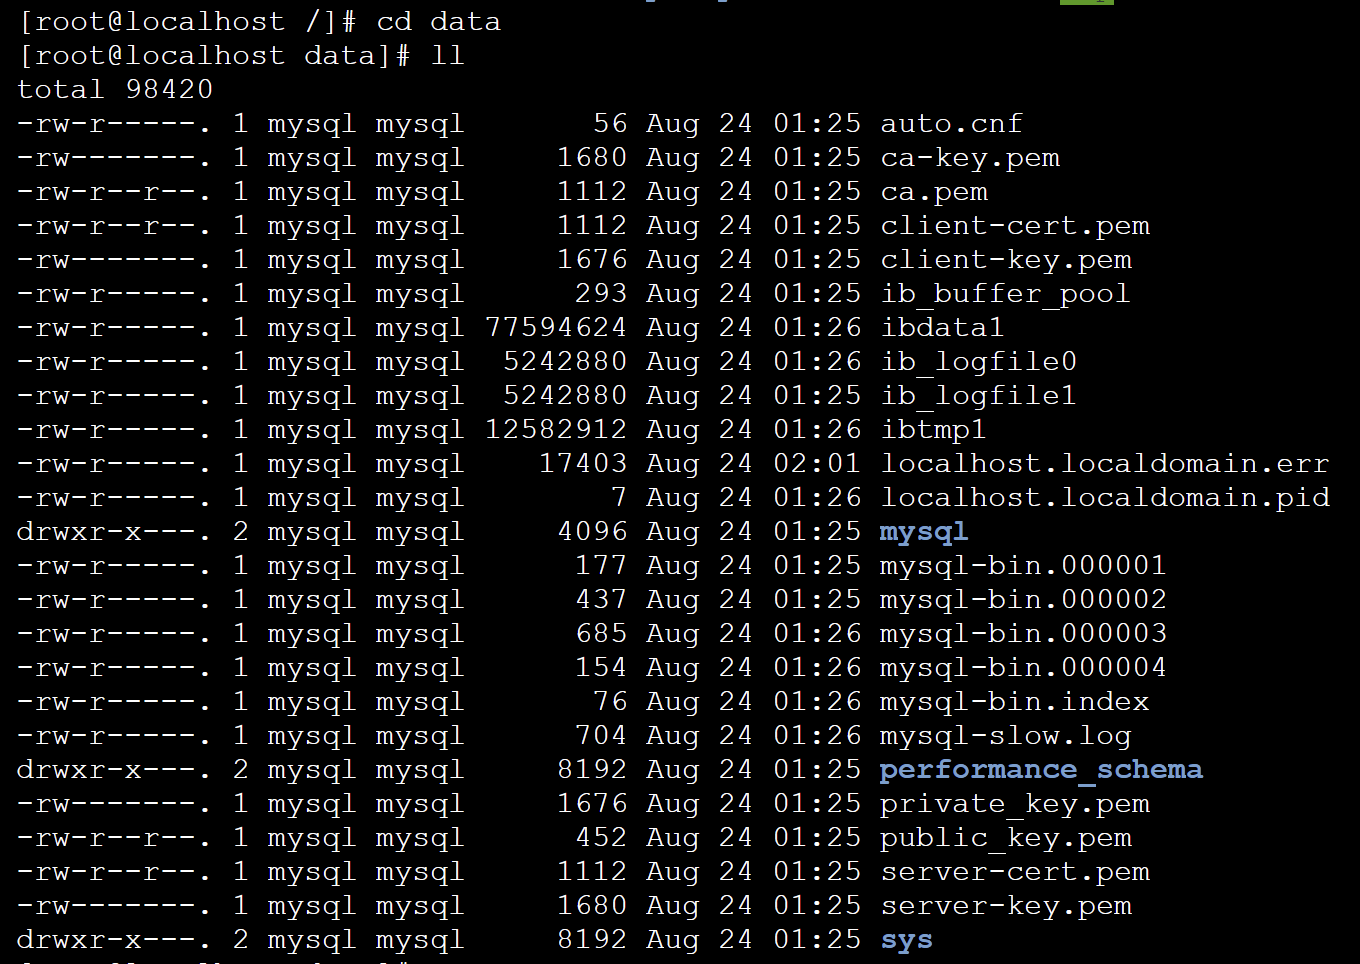 [root@localhost /]# cd data
[root@localhost data]# ll
total 98420
-rw-r-----. 1 mysql mysql       56 Aug 24 01:25 auto.cnf
-rw-------. 1 mysql mysql     1680 Aug 24 01:25 ca-key.pem
-rw-r--r--. 1 mysql mysql     1112 Aug 24 01:25 ca.pem
-rw-r--r--. 1 mysql mysql     1112 Aug 24 01:25 client-cert.pem
-rw-------. 1 mysql mysql     1676 Aug 24 01:25 client-key.pem
-rw-r-----. 1 mysql mysql      293 Aug 24 01:25 ib_buffer_pool
-rw-r-----. 1 mysql mysql 77594624 Aug 24 01:26 ibdata1
-rw-r-----. 1 mysql mysql  5242880 Aug 24 01:26 ib_logfile0
-rw-r-----. 1 mysql mysql  5242880 Aug 24 01:25 ib_logfile1
-rw-r-----. 1 mysql mysql 12582912 Aug 24 01:26 ibtmp1
-rw-r-----. 1 mysql mysql    17403 Aug 24 02:01 localhost.localdomain.err
-rw-r-----. 1 mysql mysql        7 Aug 24 01:26 localhost.localdomain.pid
drwxr-x---. 2 mysql mysql     4096 Aug 24 01:25 mysql
-rw-r-----. 1 mysql mysql      177 Aug 24 01:25 mysql-bin.000001
-rw-r-----. 1 mysql mysql      437 Aug 24 01:25 mysql-bin.000002
-rw-r-----. 1 mysql mysql      685 Aug 24 01:26 mysql-bin.000003
-rw-r-----. 1 mysql mysql      154 Aug 24 01:26 mysql-bin.000004
-rw-r-----. 1 mysql mysql       76 Aug 24 01:26 mysql-bin.index
-rw-r-----. 1 mysql mysql      704 Aug 24 01:26 mysql-slow.log
drwxr-x---. 2 mysql mysql     8192 Aug 24 01:25 performance_schema
-rw-------. 1 mysql mysql     1676 Aug 24 01:25 private_key.pem
-rw-r--r--. 1 mysql mysql      452 Aug 24 01:25 public_key.pem
-rw-r--r--. 1 mysql mysql     1112 Aug 24 01:25 server-cert.pem
-rw-------. 1 mysql mysql     1680 Aug 24 01:25 server-key.pem
drwxr-x---. 2 mysql mysql     8192 Aug 24 01:25 sys